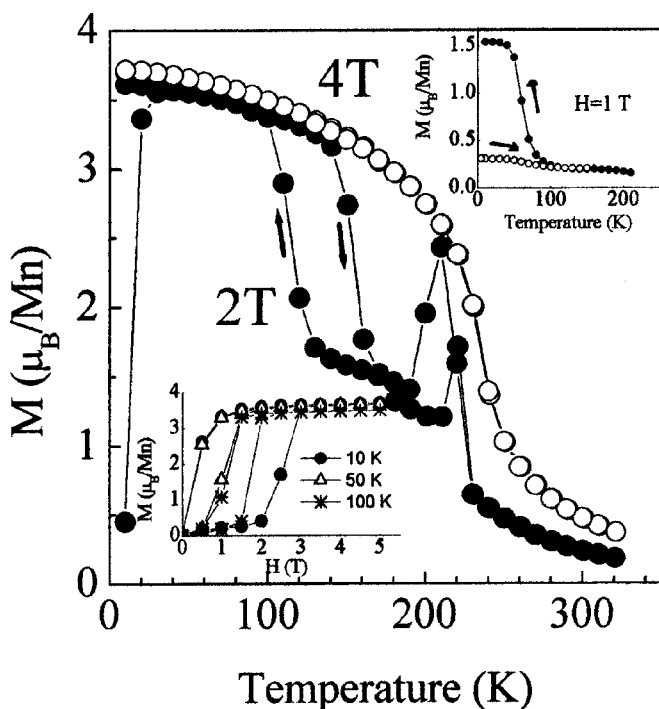 4T
2T
M (μB/Mn)
4
3
2
1
0
0
100
200
300
Temperature (K)
M (μB/Mn)
1.5
1.0
0.5
0.0
H=1 T
0
100
200
Temperature (K)
M (μB/Mn)
4
3
2
1
0
10 K
50 K
100 K
0
1
2
3
4
5
H (T)